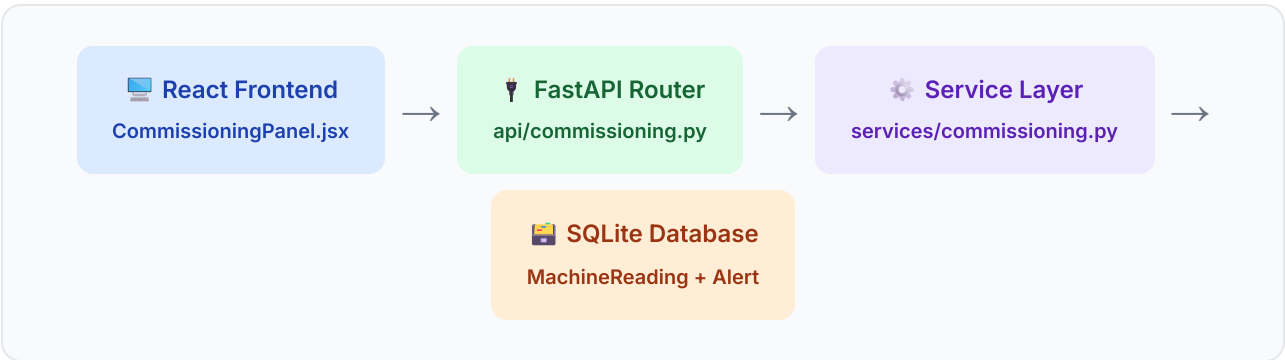 React Frontend
CommissioningPanel.jsx
→
FastAPI Router
api/commissioning.py
→
Service Layer
services/commissioning.py
→
SQLite Database
MachineReading + Alert